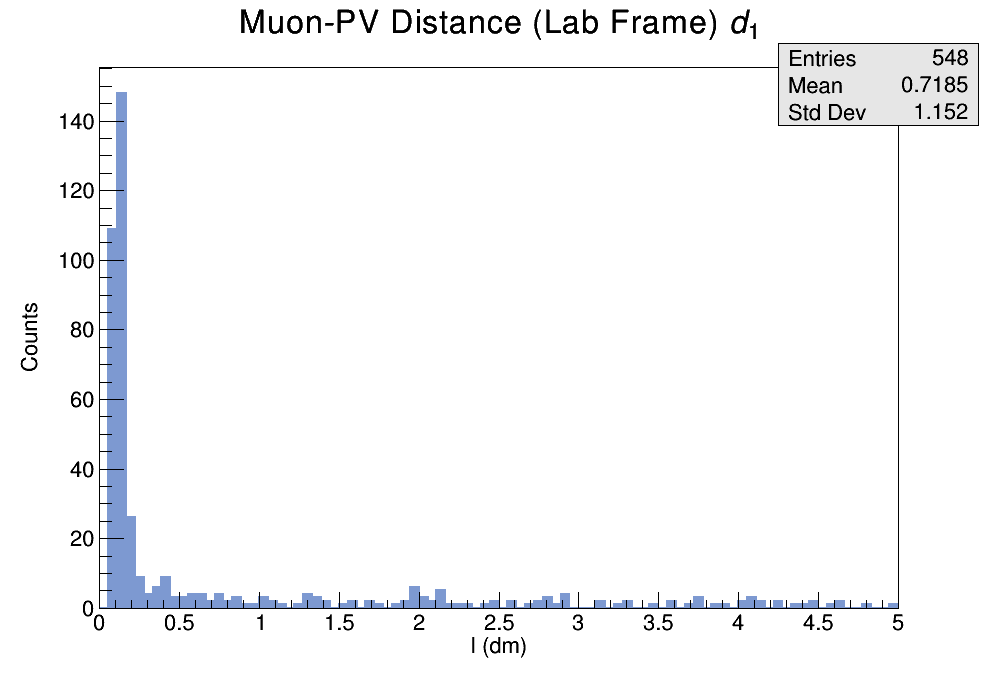 Muon-PV Distance (Lab Frame) d₁
Entries 548
Mean 0.7185
Std Dev 1.152
140
120
100
80
60
40
20
0
Counts
0 0.5 1 1.5 2 2.5 3 3.5 4 4.5 5
l (dm)